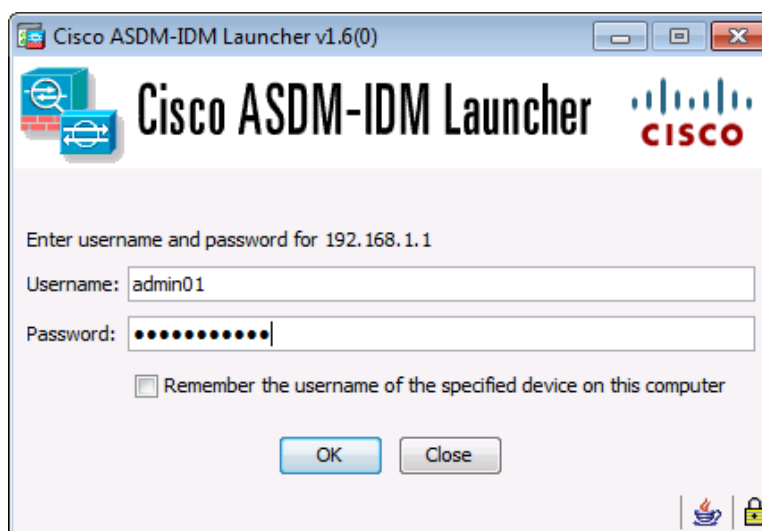 Cisco ASDM-IDM Launcher v1.6(0)
Cisco ASDM-IDM Launcher
CISCO
Enter username and password for 192.168.1.1
Username: admin01
Password: ●●●●●●●●●●●
Remember the username of the specified device on this computer
OK Close